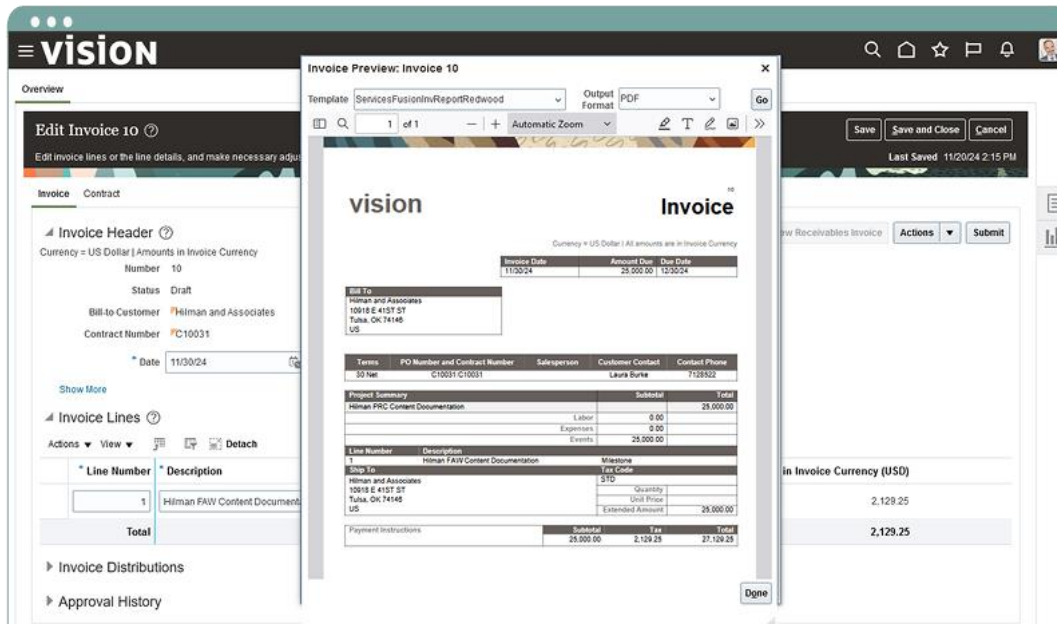 vision
Overview
Edit Invoice 10
Edit invoice lines or the line details, and make necessary adjus
Save
Save and Close
Cancel
Last Saved 11/20/24 2:15 PM
Invoice
Contract
Invoice Header
Currency = US Dollar | Amounts in Invoice Currency
Number 10
Status Draft
Bill-to Customer Hilman and Associates
Contract Number C10031
* Date 11/30/24
Show More
Invoice Lines
Actions View Detach
* Line Number * Description
1 Hilman FAW Content Documenta
Total
Invoice Distributions
Approval History
Invoice Preview: Invoice 10
Template ServicesFusionInvReportRedwood
Output Format PDF
Go
1 of 1
Automatic Zoom
vision
10
Invoice
Currency = US Dollar | All amounts are in Invoice Currency
Invoice Date Amount Due Due Date
11/30/24 25,000.00 12/30/24
Bill To
Hilman and Associates
10918 E 41ST ST
Tulsa, OK 74146
US
Terms PO Number and Contract Number Salesperson Customer Contact Contact Phone
30 Net C10031 C10031 Laura Burke 7128522
Project Summary Subtotal Total
Hilman PRC Content Documentation 25,000.00
Labor 0.00
Expenses 0.00
Events 25,000.00
Line Number Description
1 Hilman FAW Content Documentation Milestone
Ship To Tax Code
Hilman and Associates STD
10918 E 41ST ST Quantity
Tulsa, OK 74146 Unit Price
US Extended Amount 25,000.00
Payment Instructions Subtotal Tax Total
25,000.00 2,129.25 27,129.25
Done
ew Receivables Invoice
Actions
Submit
in Invoice Currency (USD)
2,129.25
2,129.25